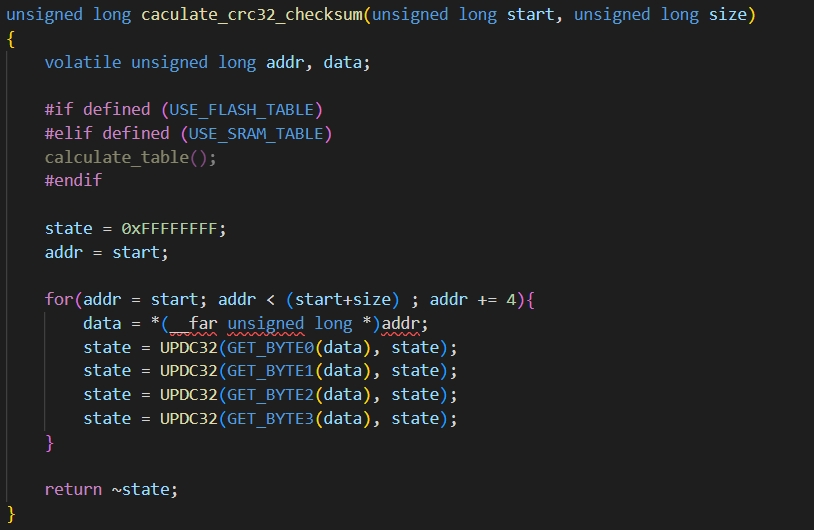 unsigned long caculate_crc32_checksum(unsigned long start, unsigned long size)
{
    volatile unsigned long addr, data;

    #if defined (USE_FLASH_TABLE)
    #elif defined (USE_SRAM_TABLE)
    calculate_table();
    #endif

    state = 0xFFFFFFFF;
    addr = start;

    for(addr = start; addr < (start+size) ; addr += 4){
        data = *(__far unsigned long *)addr;
        state = UPDC32(GET_BYTE0(data), state);
        state = UPDC32(GET_BYTE1(data), state);
        state = UPDC32(GET_BYTE2(data), state);
        state = UPDC32(GET_BYTE3(data), state);
    }

    return ~state;
}